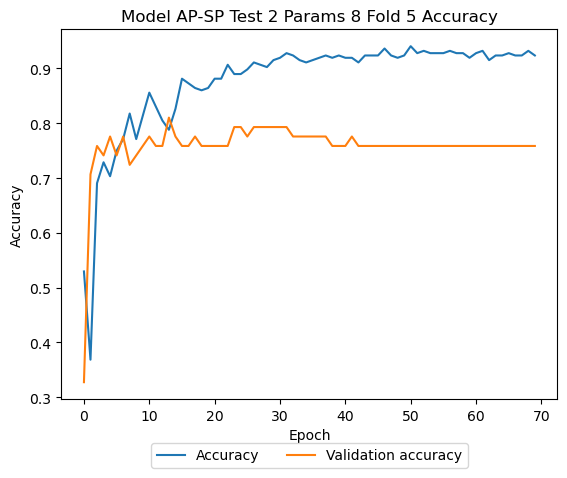 Model AP-SP Test 2 Params 8 Fold 5 Accuracy
0.9
0.8
0.7
0.6
0.5
0.4
0.3
Accuracy
0 10 20 30 40 50 60 70
Epoch
Accuracy Validation accuracy